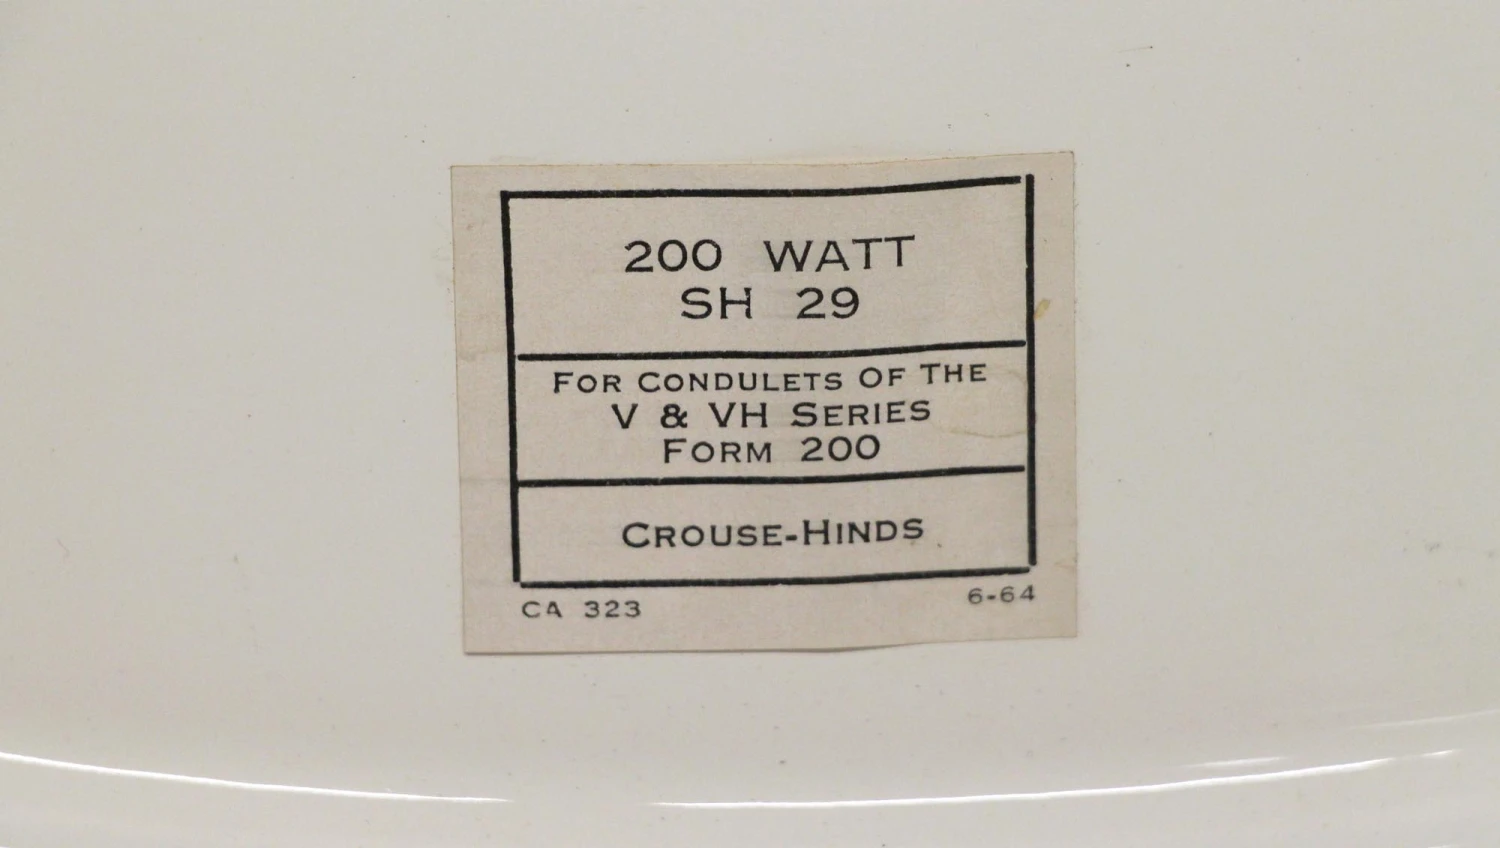 200 WATT
SH 29
FOR CONDULETS OF THE
V & VH SERIES
FORM 200
CROUSE-HINDS
CA 323
6-64